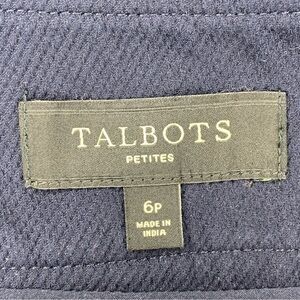 TALBOTS
PETITES
6P
MADE IN
INDIA